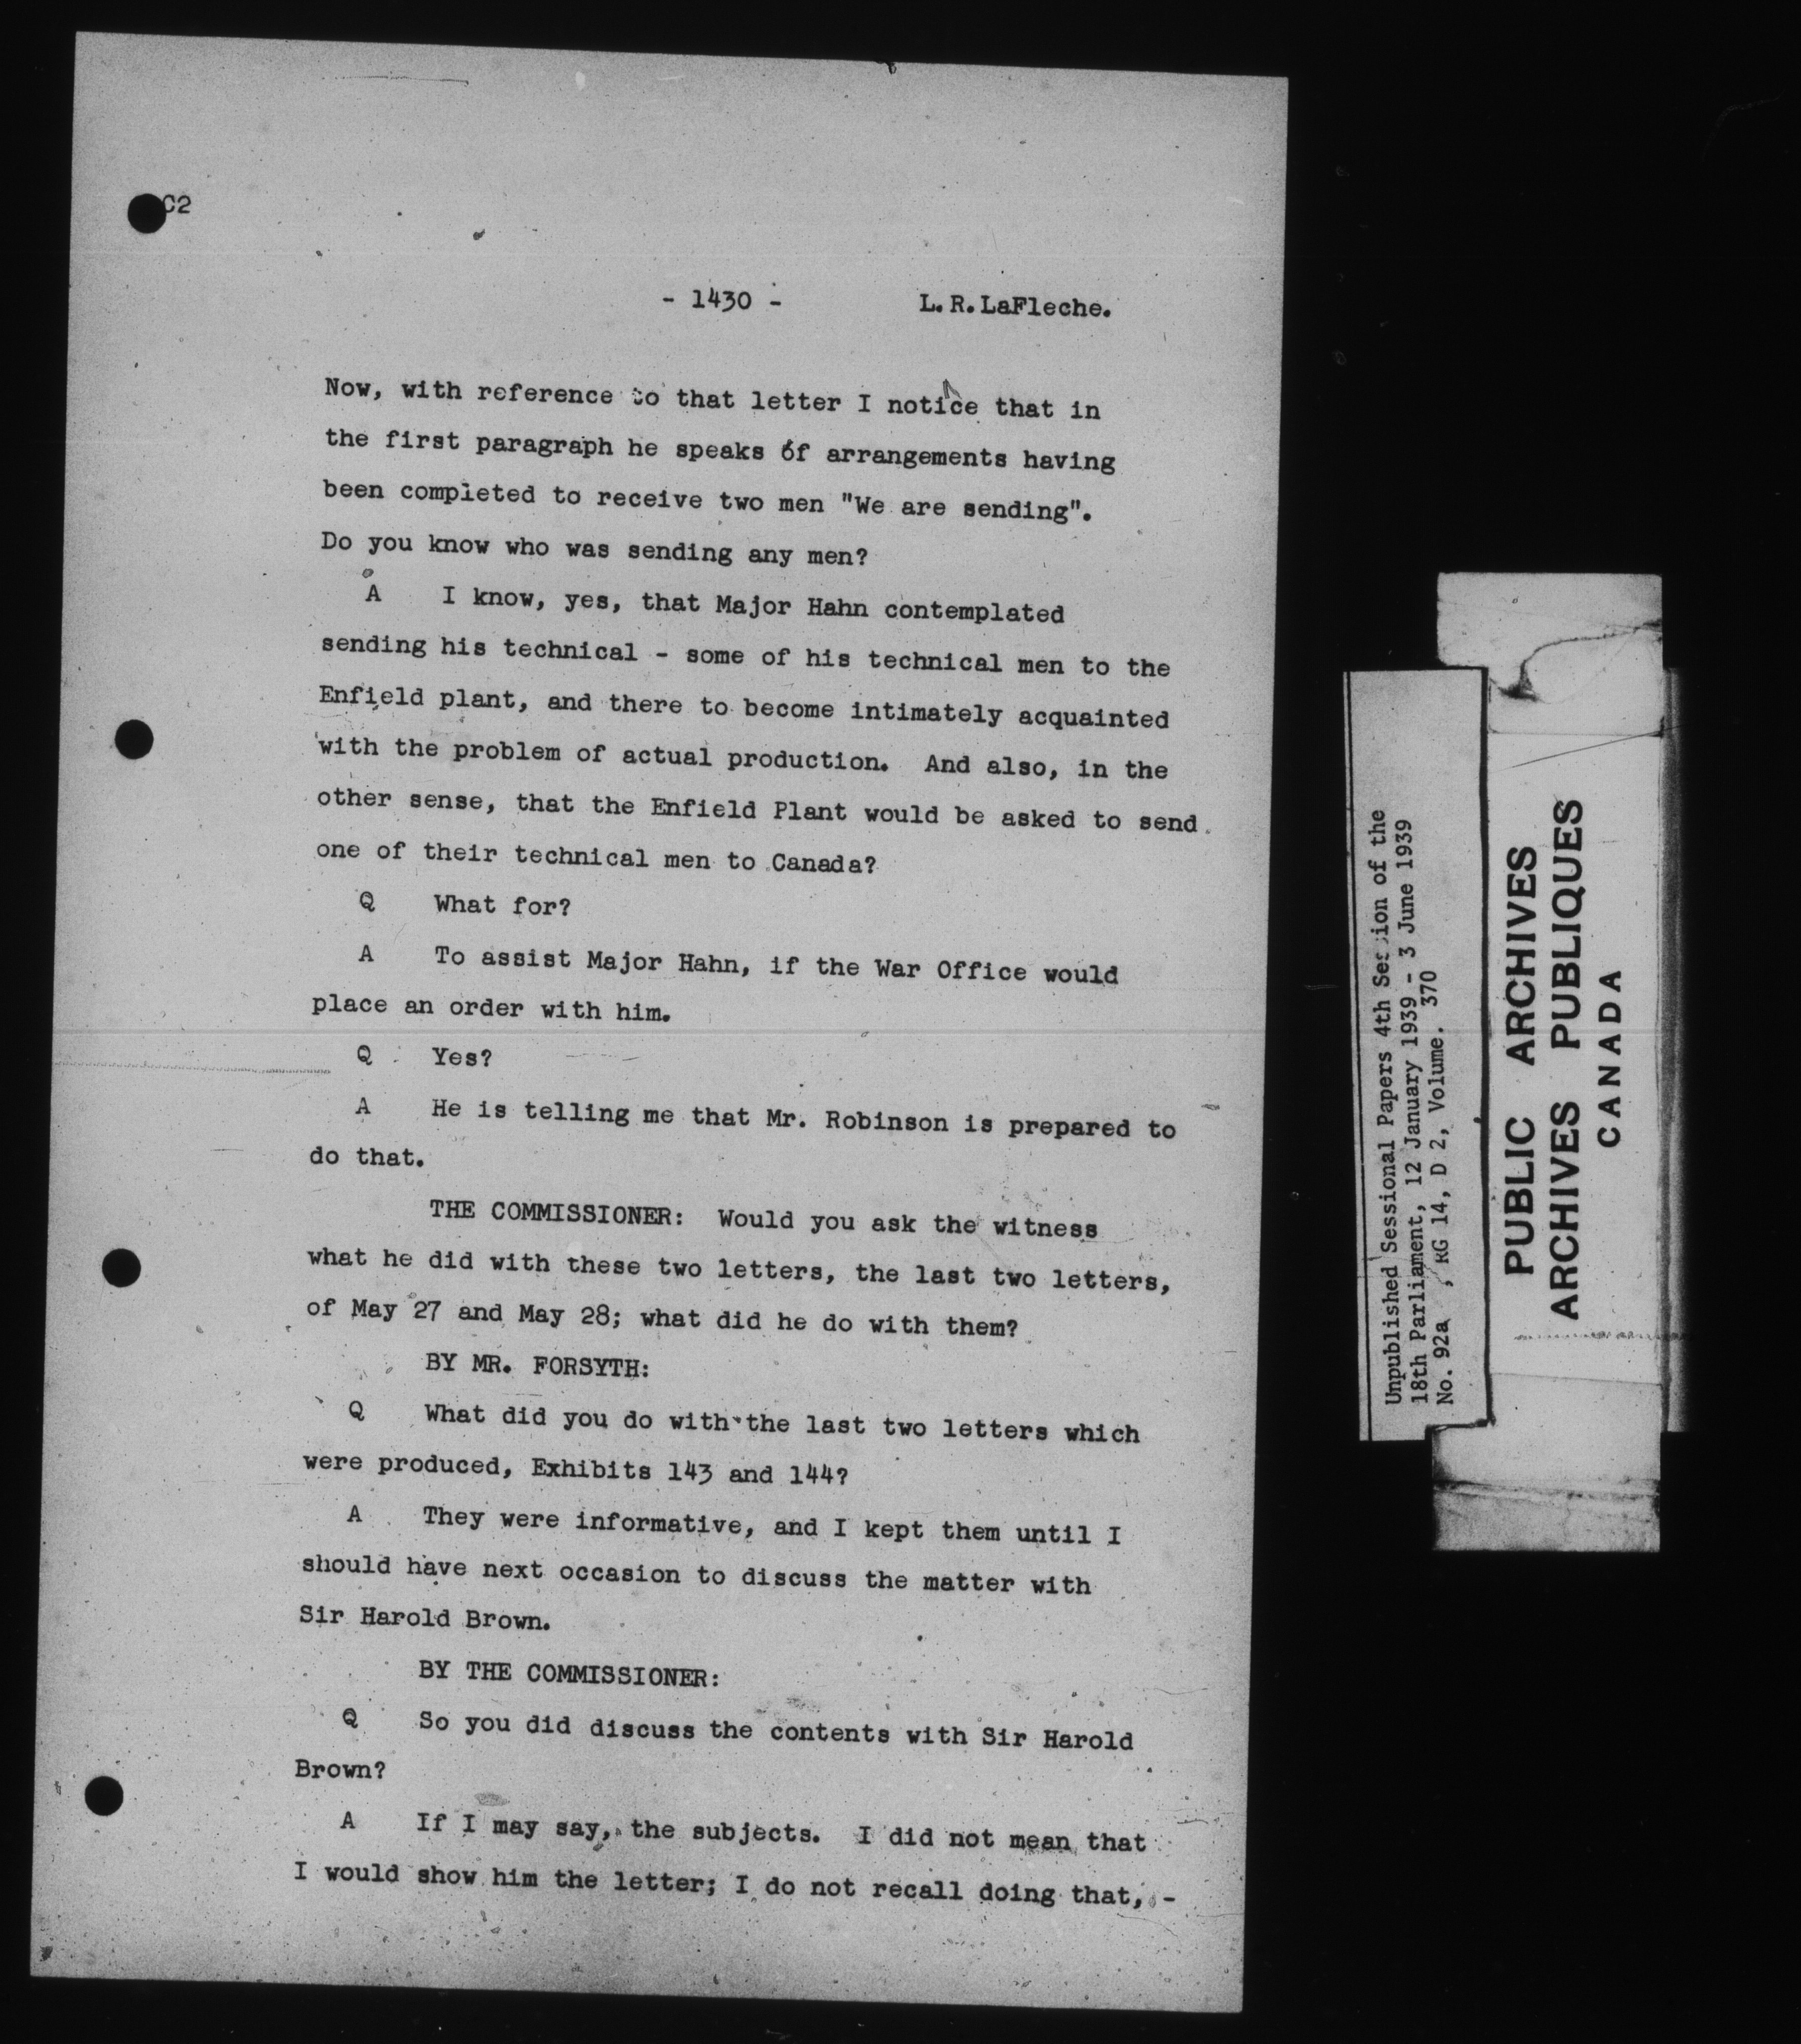 C2
- 1430 - L.R.LaFleche.
Now, with reference to that letter I notice that in
the first paragraph he speaks of arrangements having
been completed to receive two men "We are sending".
Do you know who was sending any men?
A I know, yes, that Major Hahn contemplated
sending his technical - some of his technical men to the
Enfield plant, and there to become intimately acquainted
with the problem of actual production. And also, in the
other sense, that the Enfield Plant would be asked to send
one of their technical men to Canada?
Q What for?
A To assist Major Hahn, if the War Office would
place an order with him.
Q Yes?
A He is telling me that Mr. Robinson is prepared to
do that.
THE COMMISSIONER: Would you ask the witness
what he did with these two letters, the last two letters,
of May 27 and May 28; what did he do with them?
BY MR. FORSYTH:
Q What did you do with the last two letters which
were produced, Exhibits 143 and 144?
A They were informative, and I kept them until I
should have next occasion to discuss the matter with
Sir Harold Brown.
BY THE COMMISSIONER:
Q So you did discuss the contents with Sir Harold
Brown?
A If I may say, the subjects. I did not mean that
I would show him the letter; I do not recall doing that, -
Unpublished Sessional Papers 4th Session of the
18th Parliament, 12 January 1939 - 3 June 1939
No. 92a , RG 14, D 2, Volume. 370
PUBLIC ARCHIVES
ARCHIVES PUBLIQUES
CANADA